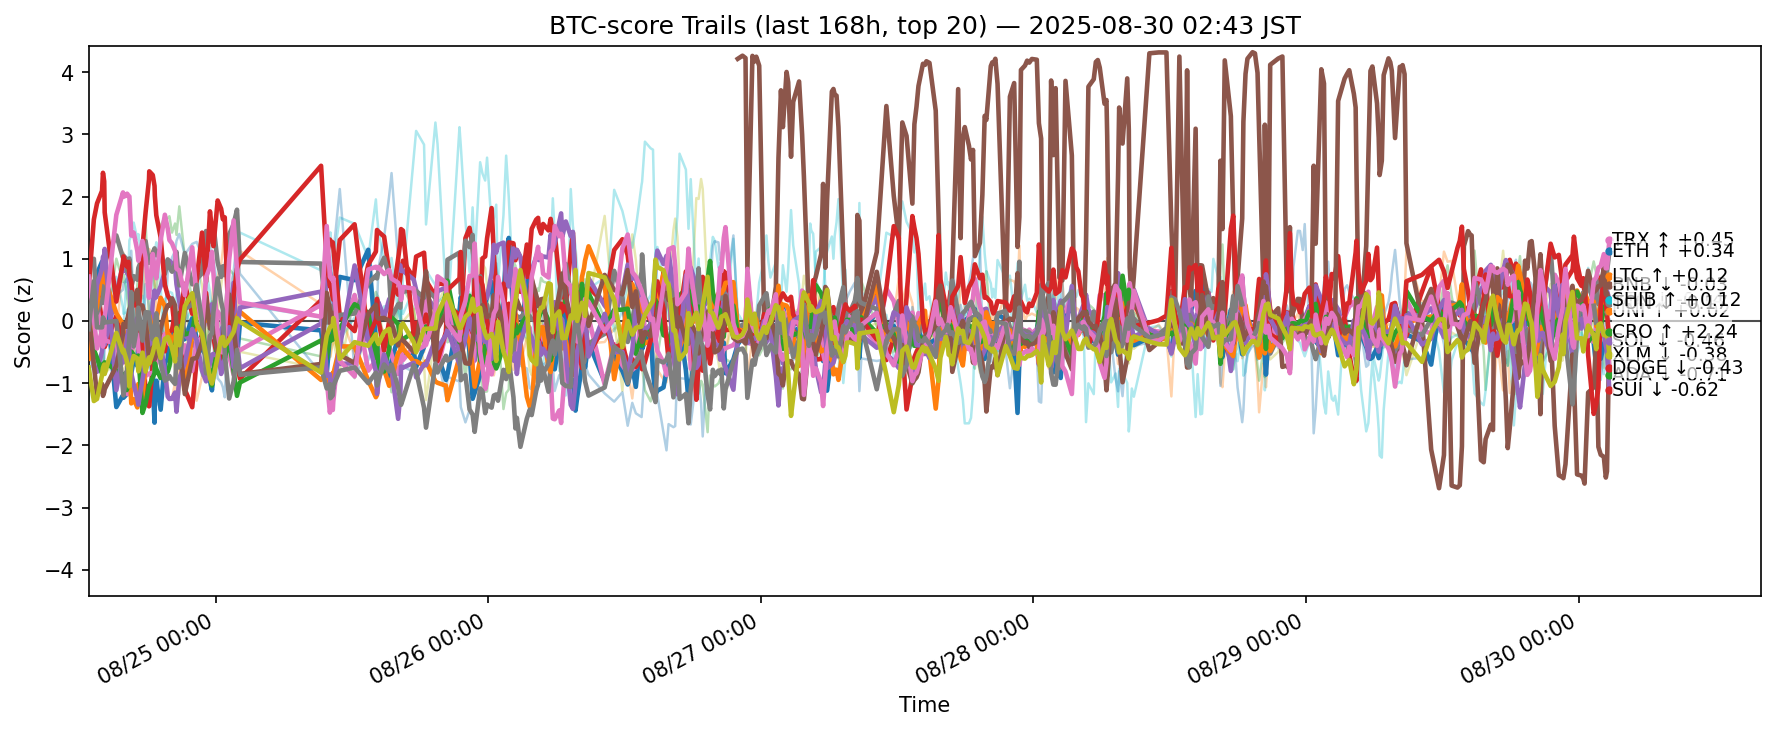 BTC-score Trails (last 168h, top 20) — 2025-08-30 02:43 JST
Score (z)
4
3
2
1
0
−1
−2
−3
−4
TRX ↑ +0.45
ETH ↑ +0.34
LTC ↑ +0.12
SHIB ↑ +0.12
CRO ↑ +2.24
XLM ↓ -0.38
DOGE ↓ -0.43
SUI ↓ -0.62
08/25 00:00
08/26 00:00
08/27 00:00
08/28 00:00
08/29 00:00
08/30 00:00
Time